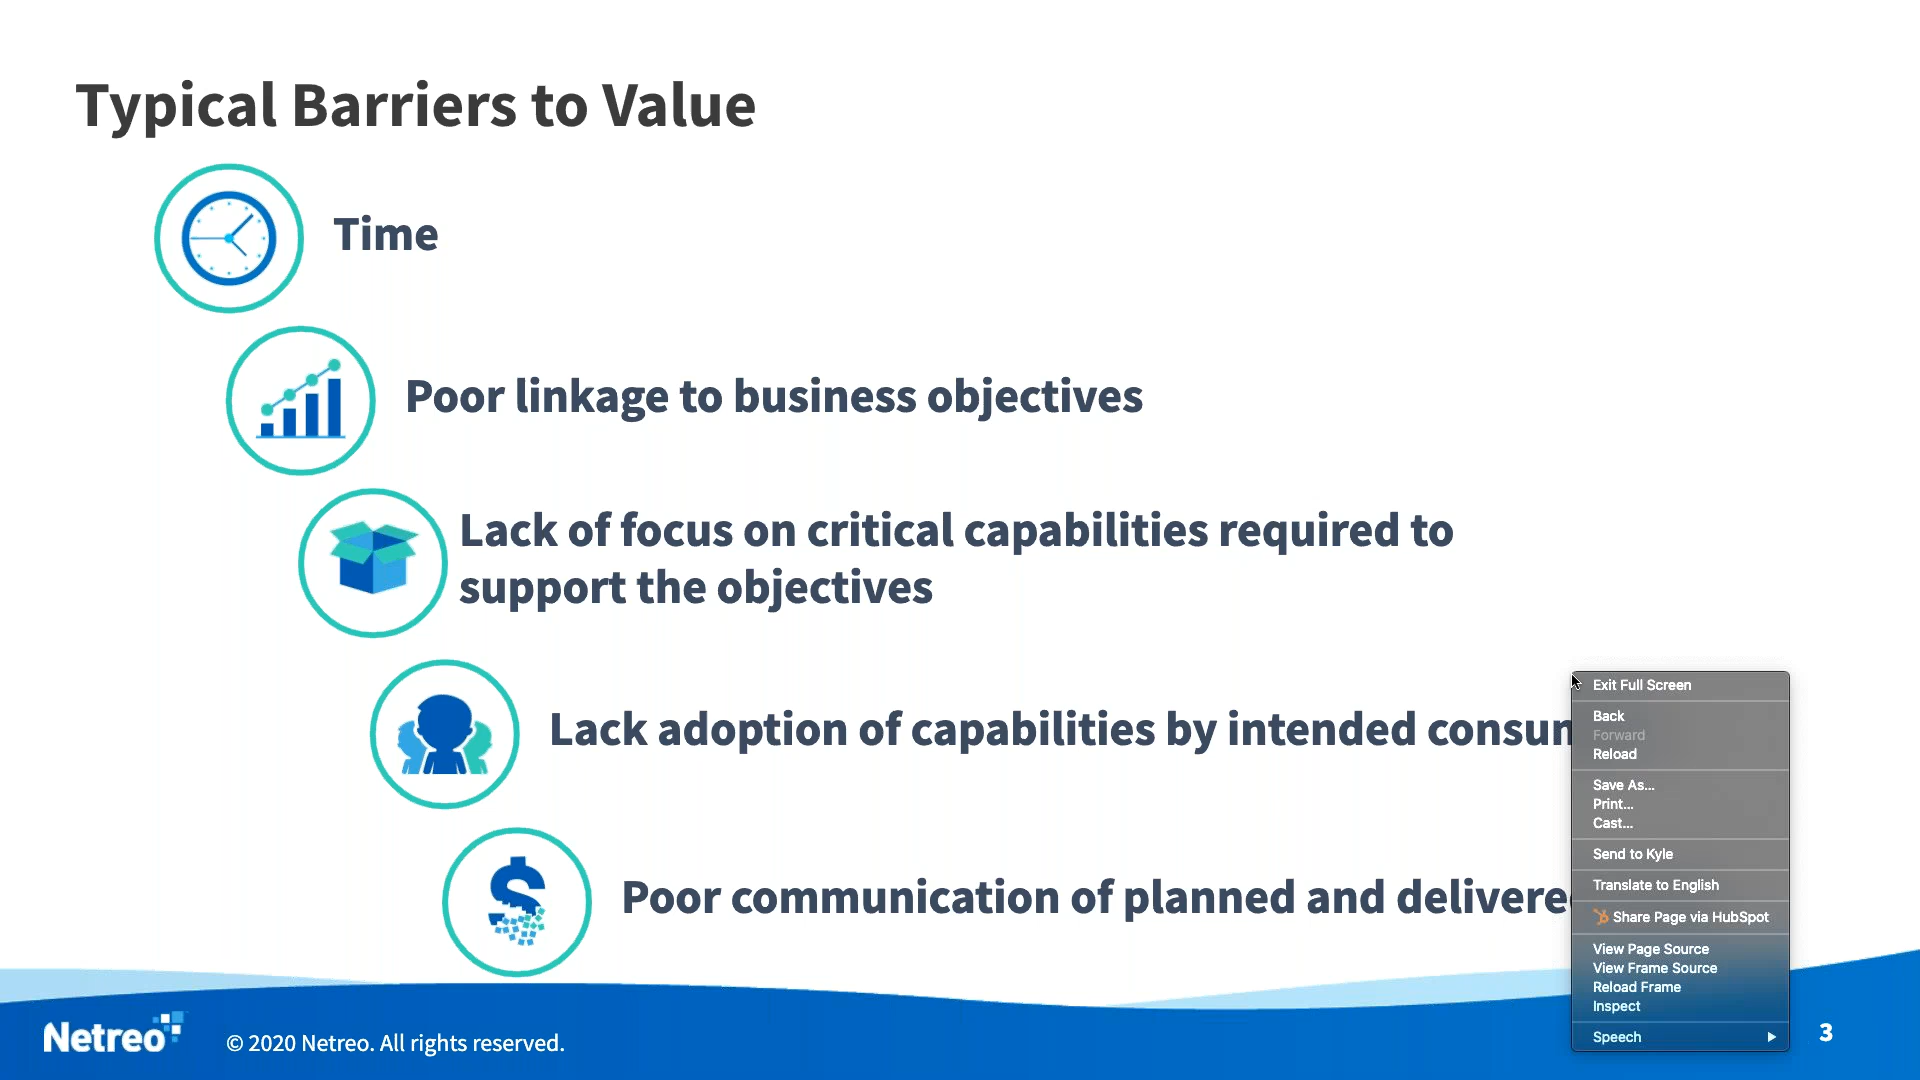 Typical Barriers to Value
Time
Poor linkage to business objectives
Lack of focus on critical capabilities required to
support the objectives
Lack adoption of capabilities by intended
Poor communication of planned and
Exit Full Screen
Back
Forward
Reload
Save As...
Print...
Cast...
Send to Kyle
Translate to English
Share Page via HubSpot
View Page Source
View Frame Source
Reload Frame
Inspect
Speech
Netreo
© 2020 Netreo. All rights reserved.
3